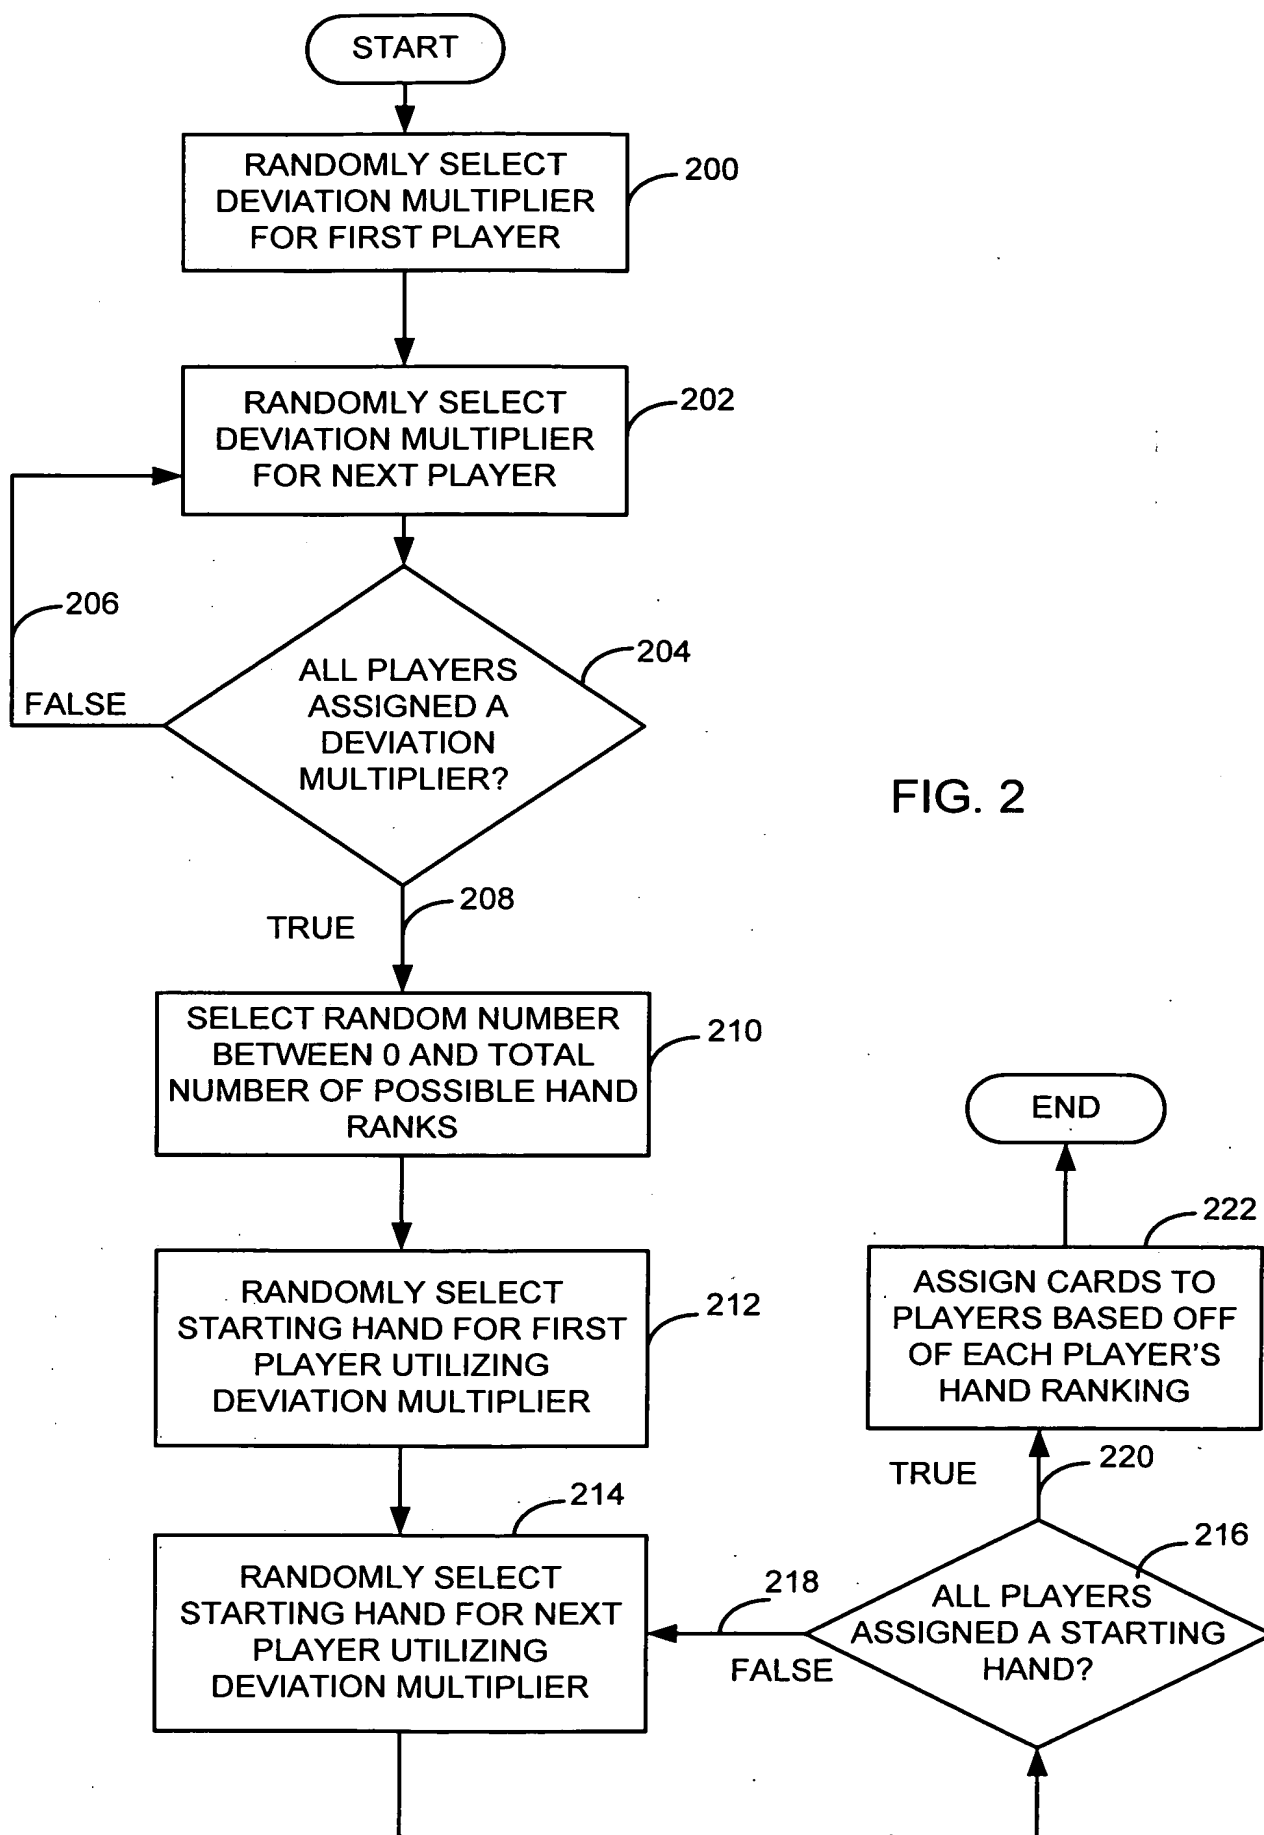 START
RANDOMLY SELECT
DEVIATION MULTIPLIER
FOR FIRST PLAYER
200
RANDOMLY SELECT
DEVIATION MULTIPLIER
FOR NEXT PLAYER
202
206
FALSE
ALL PLAYERS
ASSIGNED A
DEVIATION
MULTIPLIER?
204
FIG. 2
208
TRUE
SELECT RANDOM NUMBER
BETWEEN 0 AND TOTAL
NUMBER OF POSSIBLE HAND
RANKS
210
RANDOMLY SELECT
STARTING HAND FOR FIRST
PLAYER UTILIZING
DEVIATION MULTIPLIER
212
214
RANDOMLY SELECT
STARTING HAND FOR NEXT
PLAYER UTILIZING
DEVIATION MULTIPLIER
218
FALSE
216
ALL PLAYERS
ASSIGNED A STARTING
HAND?
TRUE
220
222
ASSIGN CARDS TO
PLAYERS BASED OFF
OF EACH PLAYER'S
HAND RANKING
END